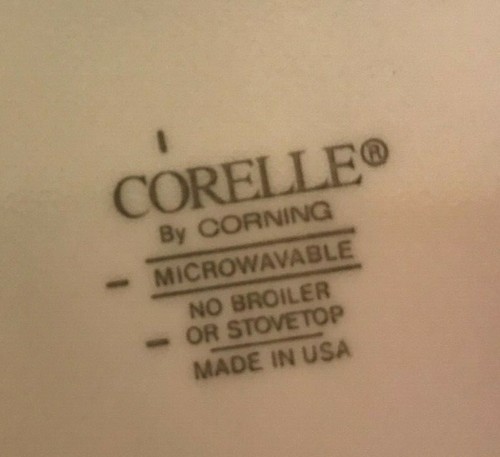 CORELLE®
By CORNING
MICROWAVABLE
NO BROILER
OR STOVETOP
MADE IN USA